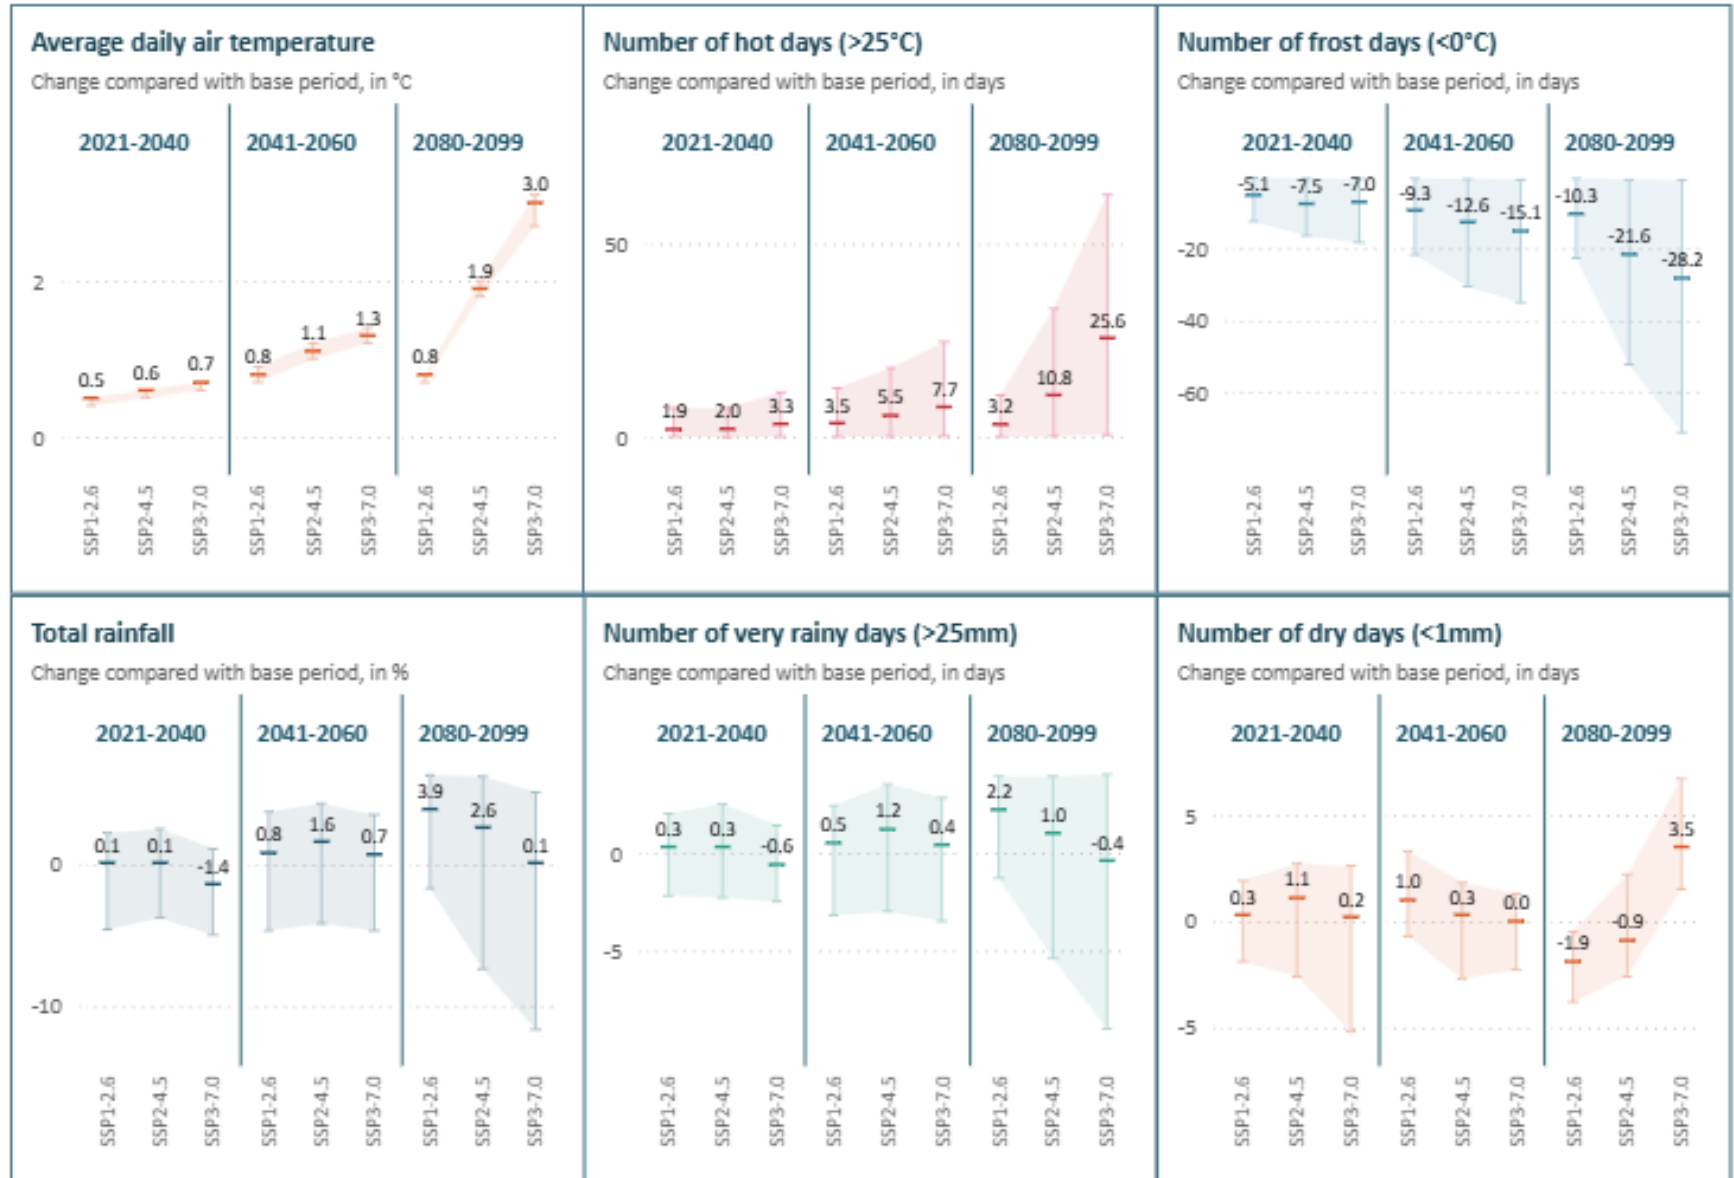 Average daily air temperature
Change compared with base period, in °C
2021-2040 2041-2060 2080-2099
3.0
2
1.9
1.3
1.1
0.8 0.8
0.7
0.6
0.5
0
SSP1-2.6 SSP2-4.5 SSP3-7.0 SSP1-2.6 SSP2-4.5 SSP3-7.0 SSP1-2.6 SSP2-4.5 SSP3-7.0
Number of hot days (>25°C)
Change compared with base period, in days
2021-2040 2041-2060 2080-2099
50
25.6
10.8
1.9 2.0 3.3 3.5 5.5 7.7 3.2
0
SSP1-2.6 SSP2-4.5 SSP3-7.0 SSP1-2.6 SSP2-4.5 SSP3-7.0 SSP1-2.6 SSP2-4.5 SSP3-7.0
Number of frost days (<0°C)
Change compared with base period, in days
2021-2040 2041-2060 2080-2099
-5.1 -7.5 -7.0 -9.3 -12.6 -15.1 -10.3
-21.6
-28.2
-20
-40
-60
SSP1-2.6 SSP2-4.5 SSP3-7.0 SSP1-2.6 SSP2-4.5 SSP3-7.0 SSP1-2.6 SSP2-4.5 SSP3-7.0
Total rainfall
Change compared with base period, in %
2021-2040 2041-2060 2080-2099
0.1 0.1 -1.4 0.8 1.6 0.7 3.9 2.6 0.1
0
-10
SSP1-2.6 SSP2-4.5 SSP3-7.0 SSP1-2.6 SSP2-4.5 SSP3-7.0 SSP1-2.6 SSP2-4.5 SSP3-7.0
Number of very rainy days (>25mm)
Change compared with base period, in days
2021-2040 2041-2060 2080-2099
0.3 0.3 -0.6 0.5 1.2 0.4 2.2 1.0 -0.4
0
-5
SSP1-2.6 SSP2-4.5 SSP3-7.0 SSP1-2.6 SSP2-4.5 SSP3-7.0 SSP1-2.6 SSP2-4.5 SSP3-7.0
Number of dry days (<1mm)
Change compared with base period, in days
2021-2040 2041-2060 2080-2099
5
0.3 1.1 0.2 1.0 0.3 0.0 -1.9 -0.9 3.5
0
-5
SSP1-2.6 SSP2-4.5 SSP3-7.0 SSP1-2.6 SSP2-4.5 SSP3-7.0 SSP1-2.6 SSP2-4.5 SSP3-7.0